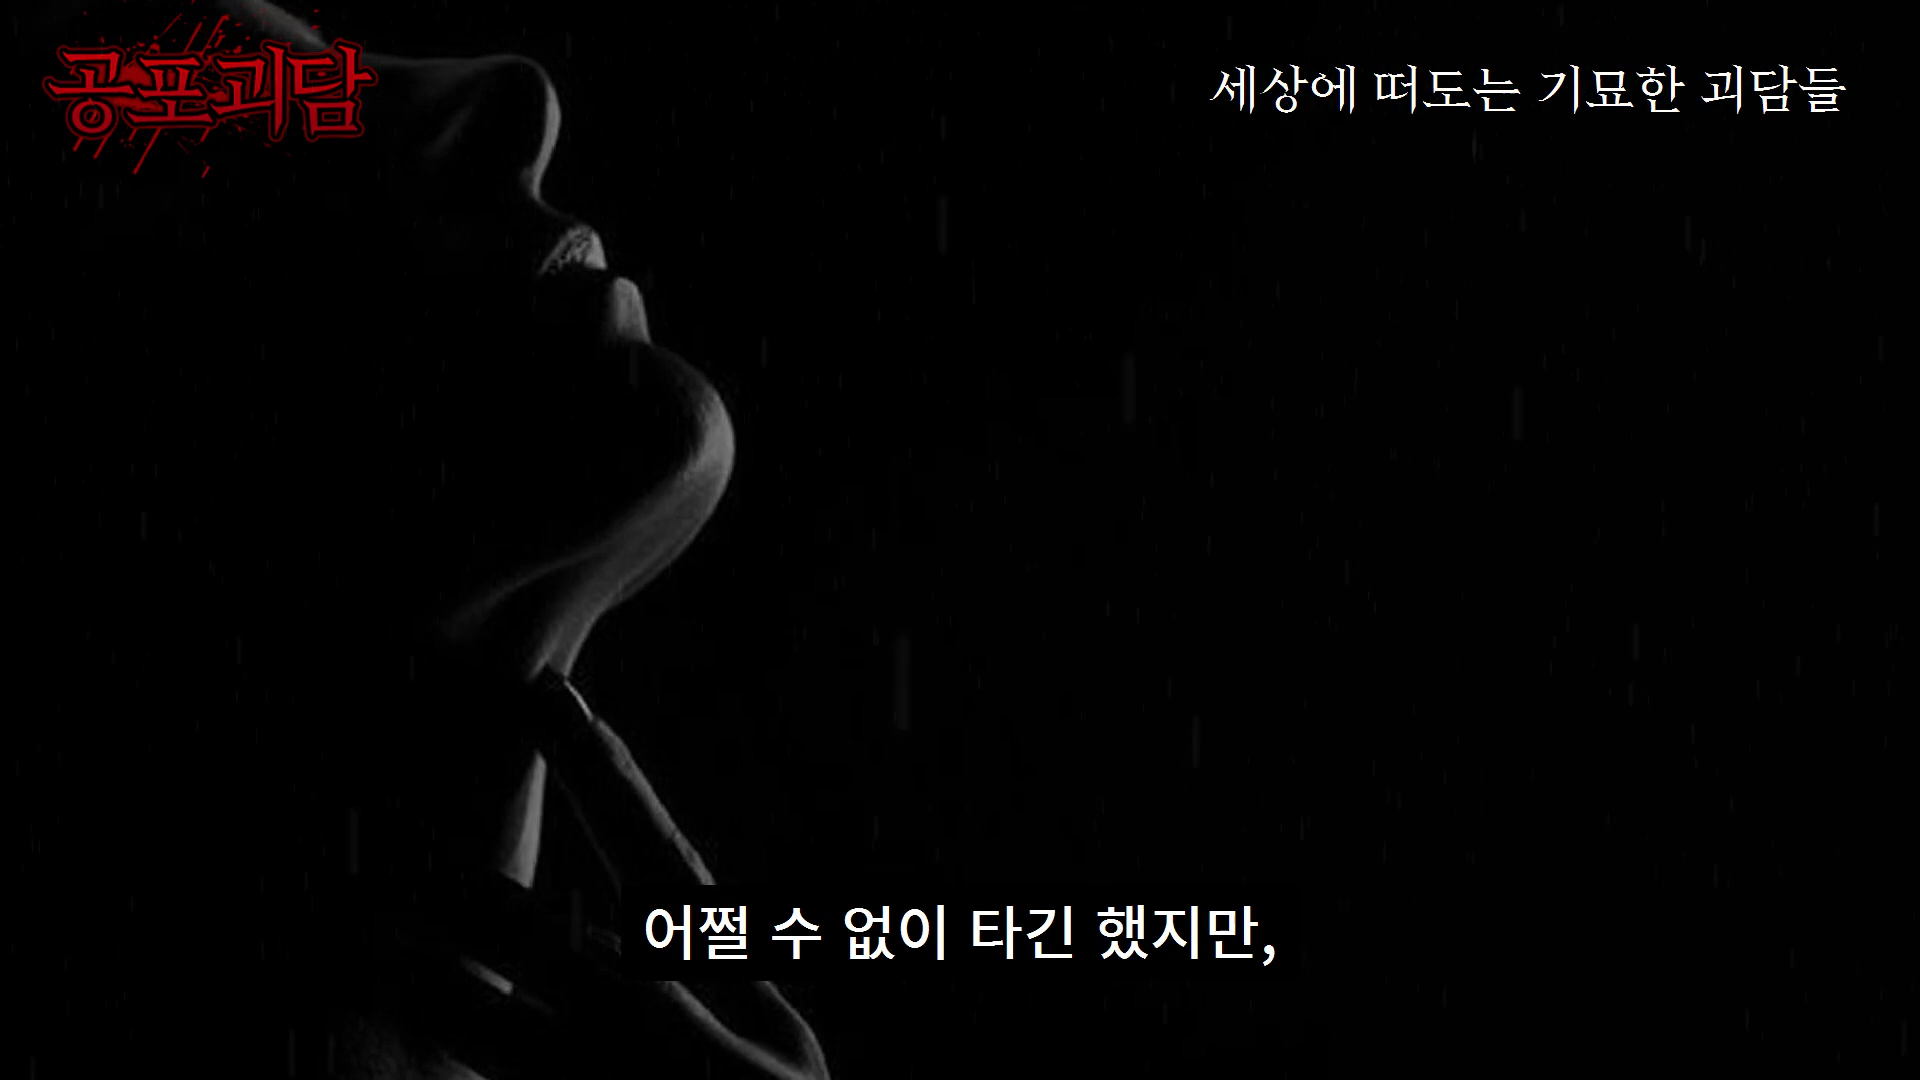 공포괴담
세상에 떠도는 기묘한 괴담들
어쩔 수 없이 타긴 했지만,